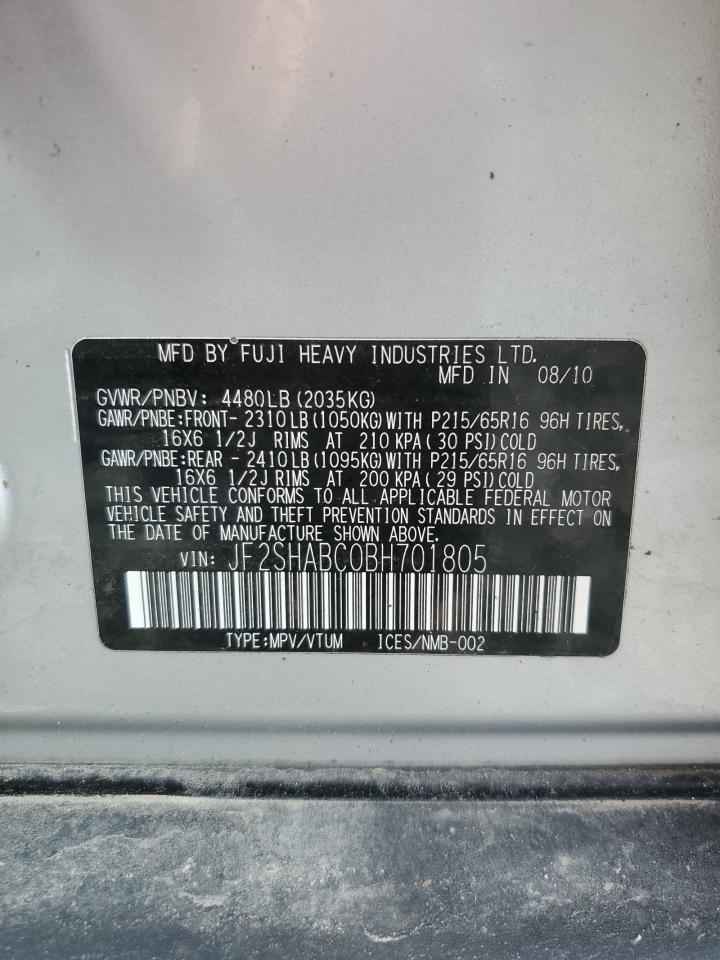 MFD BY FUJI HEAVY INDUSTRIES LTD.
MFD IN 08/10
GVWR/PNBV: 4480LB(2035KG)
GAWR/PNBE:FRONT- 2310LB(1050KG)WITH P215/65R16 96H TIRES,
16X6 1/2J RIMS AT 210 KPA(30 PSI)COLD
GAWR/PNBE:REAR - 2410LB(1095KG)WITH P215/65R16 96H TIRES,
16X6 1/2J RIMS AT 200 KPA(29 PSI)COLD
THIS VEHICLE CONFORMS TO ALL APPLICABLE FEDERAL MOTOR
VEHICLE SAFETY AND THEFT PREVENTION STANDARDS IN EFFECT ON
THE DATE OF MANUFACTURE SHOWN ABOVE.
VIN: JF2SHABC0BH701805
TYPE:MPV/VTUM ICES/NMB-002